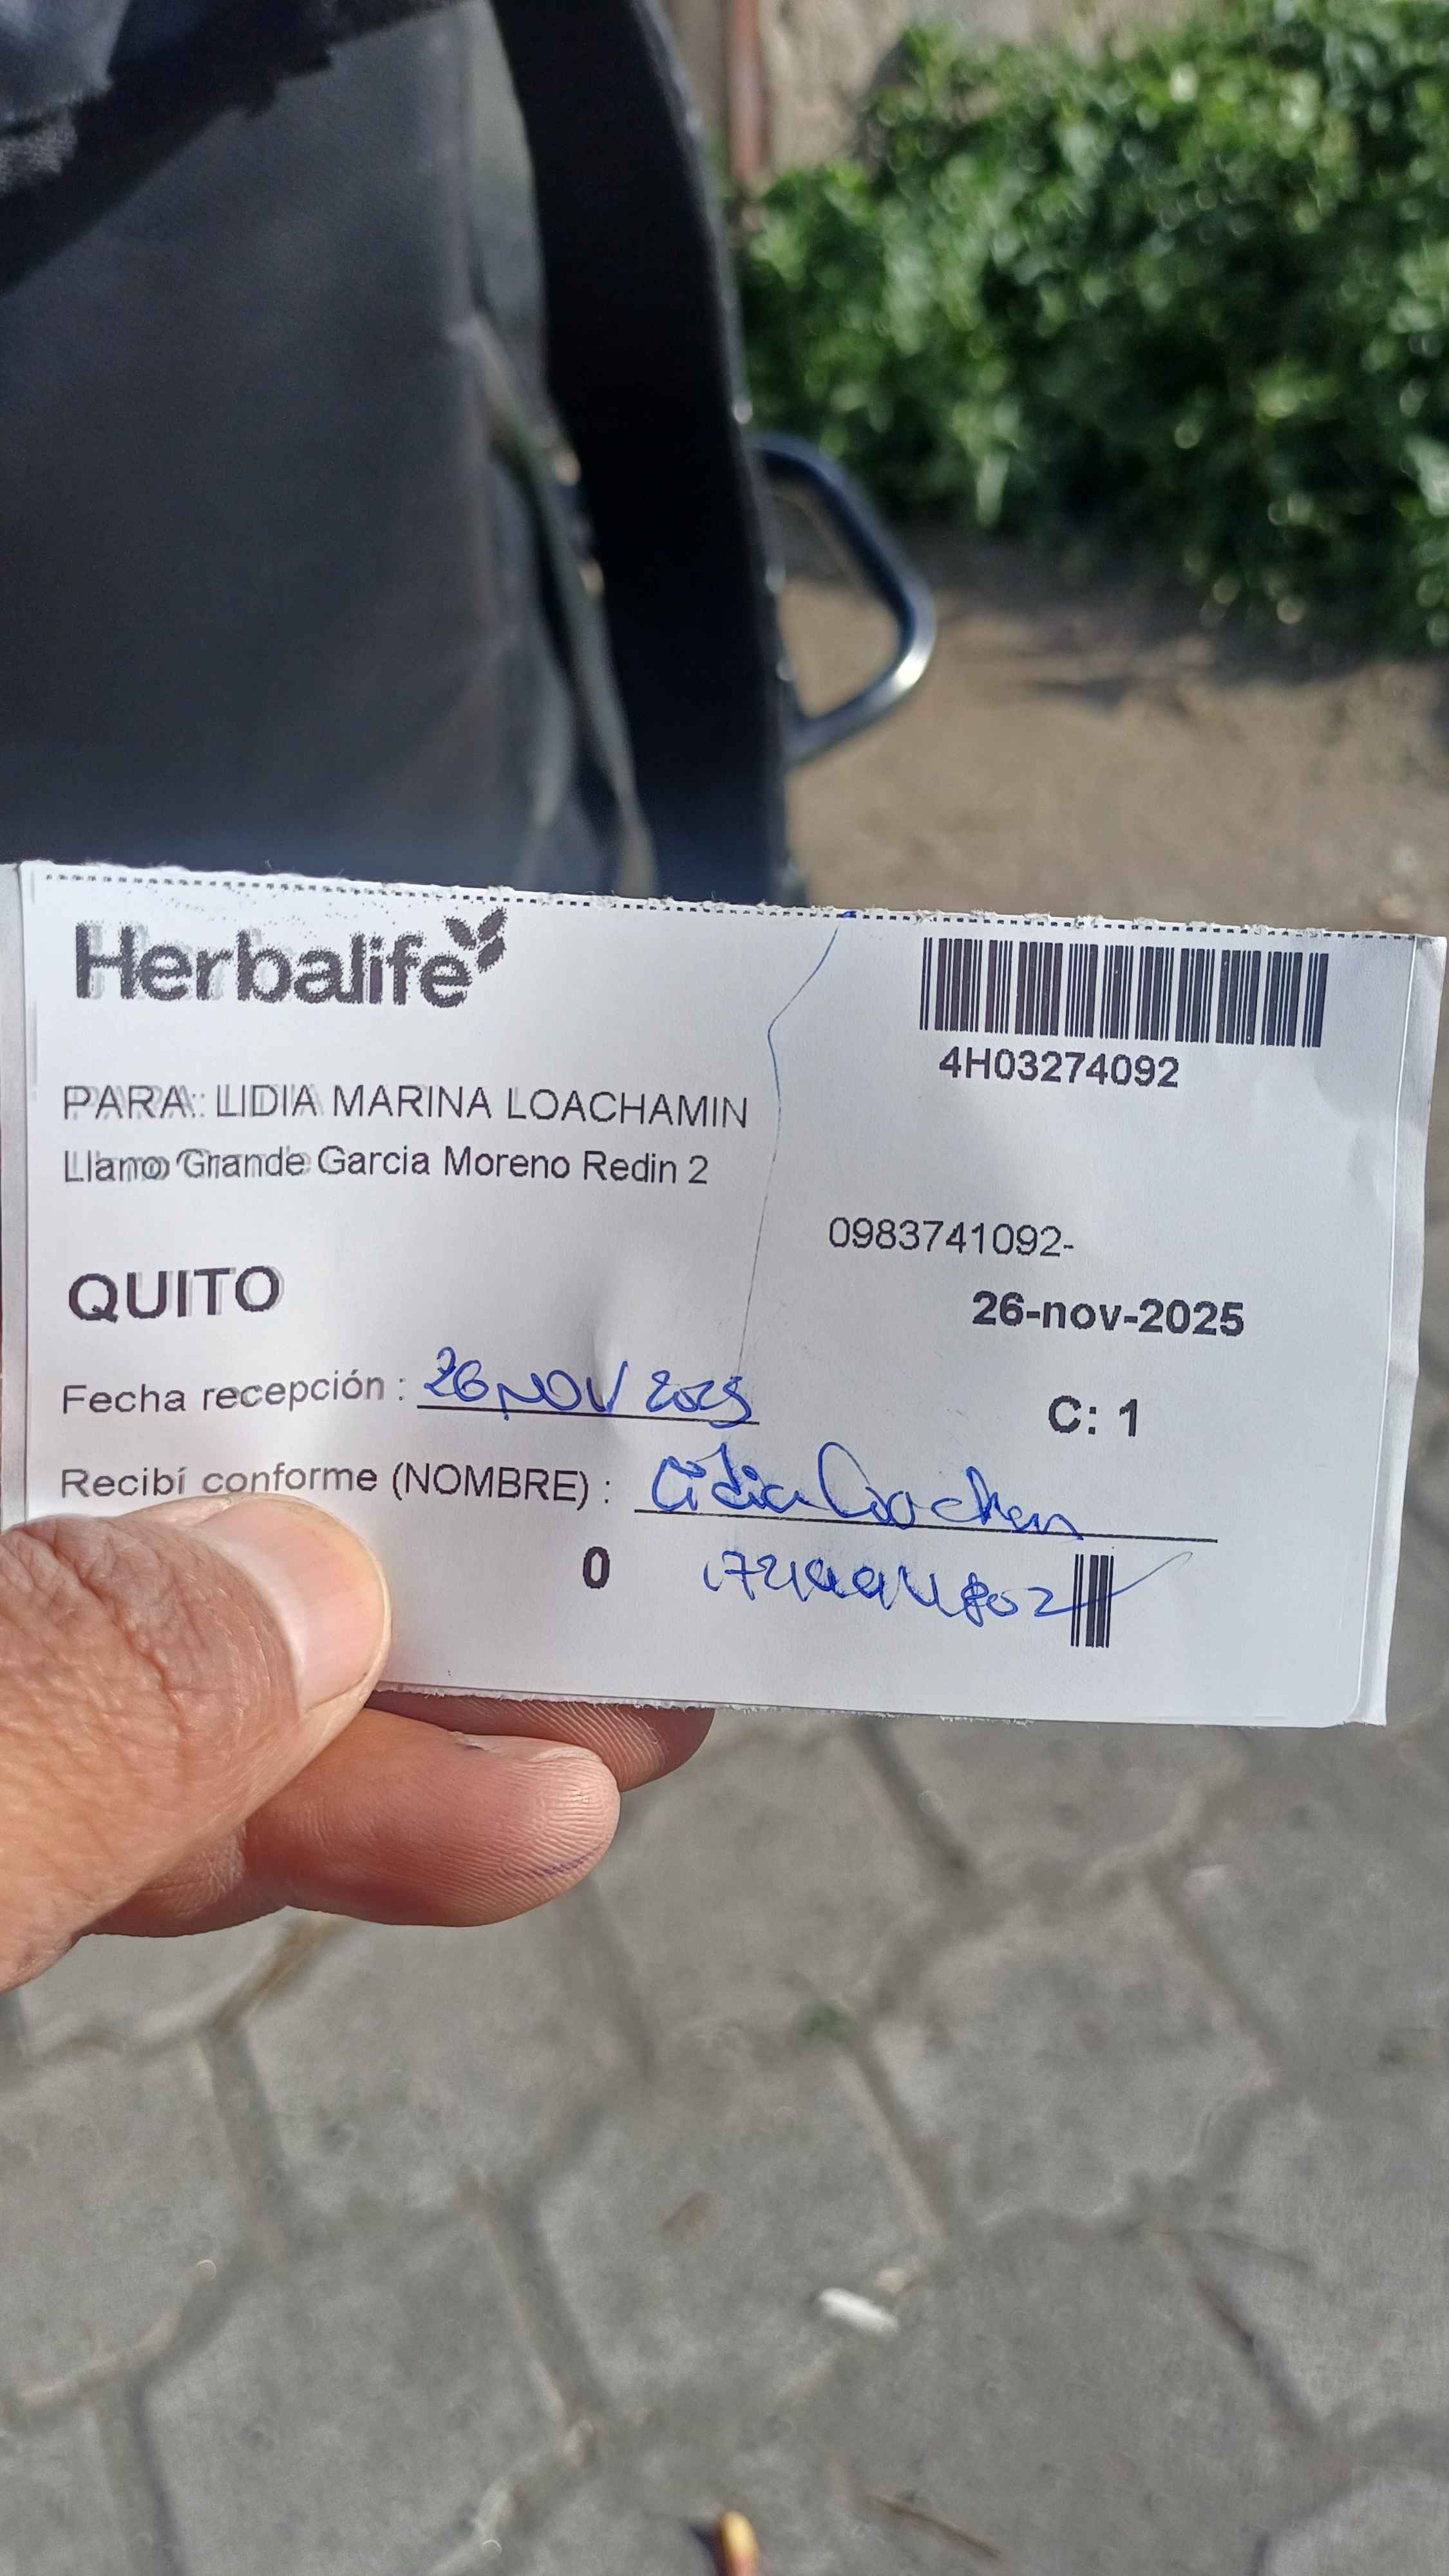 Herbalife
4H03274092
PARA: LIDIA MARINA LOACHAMIN
Llano Grande Garcia Moreno Redin 2
0983741092-
QUITO
26-nov-2025
Fecha recepción : 26 NOV 2025
C: 1
Recibí conforme (NOMBRE) : Lidia
0